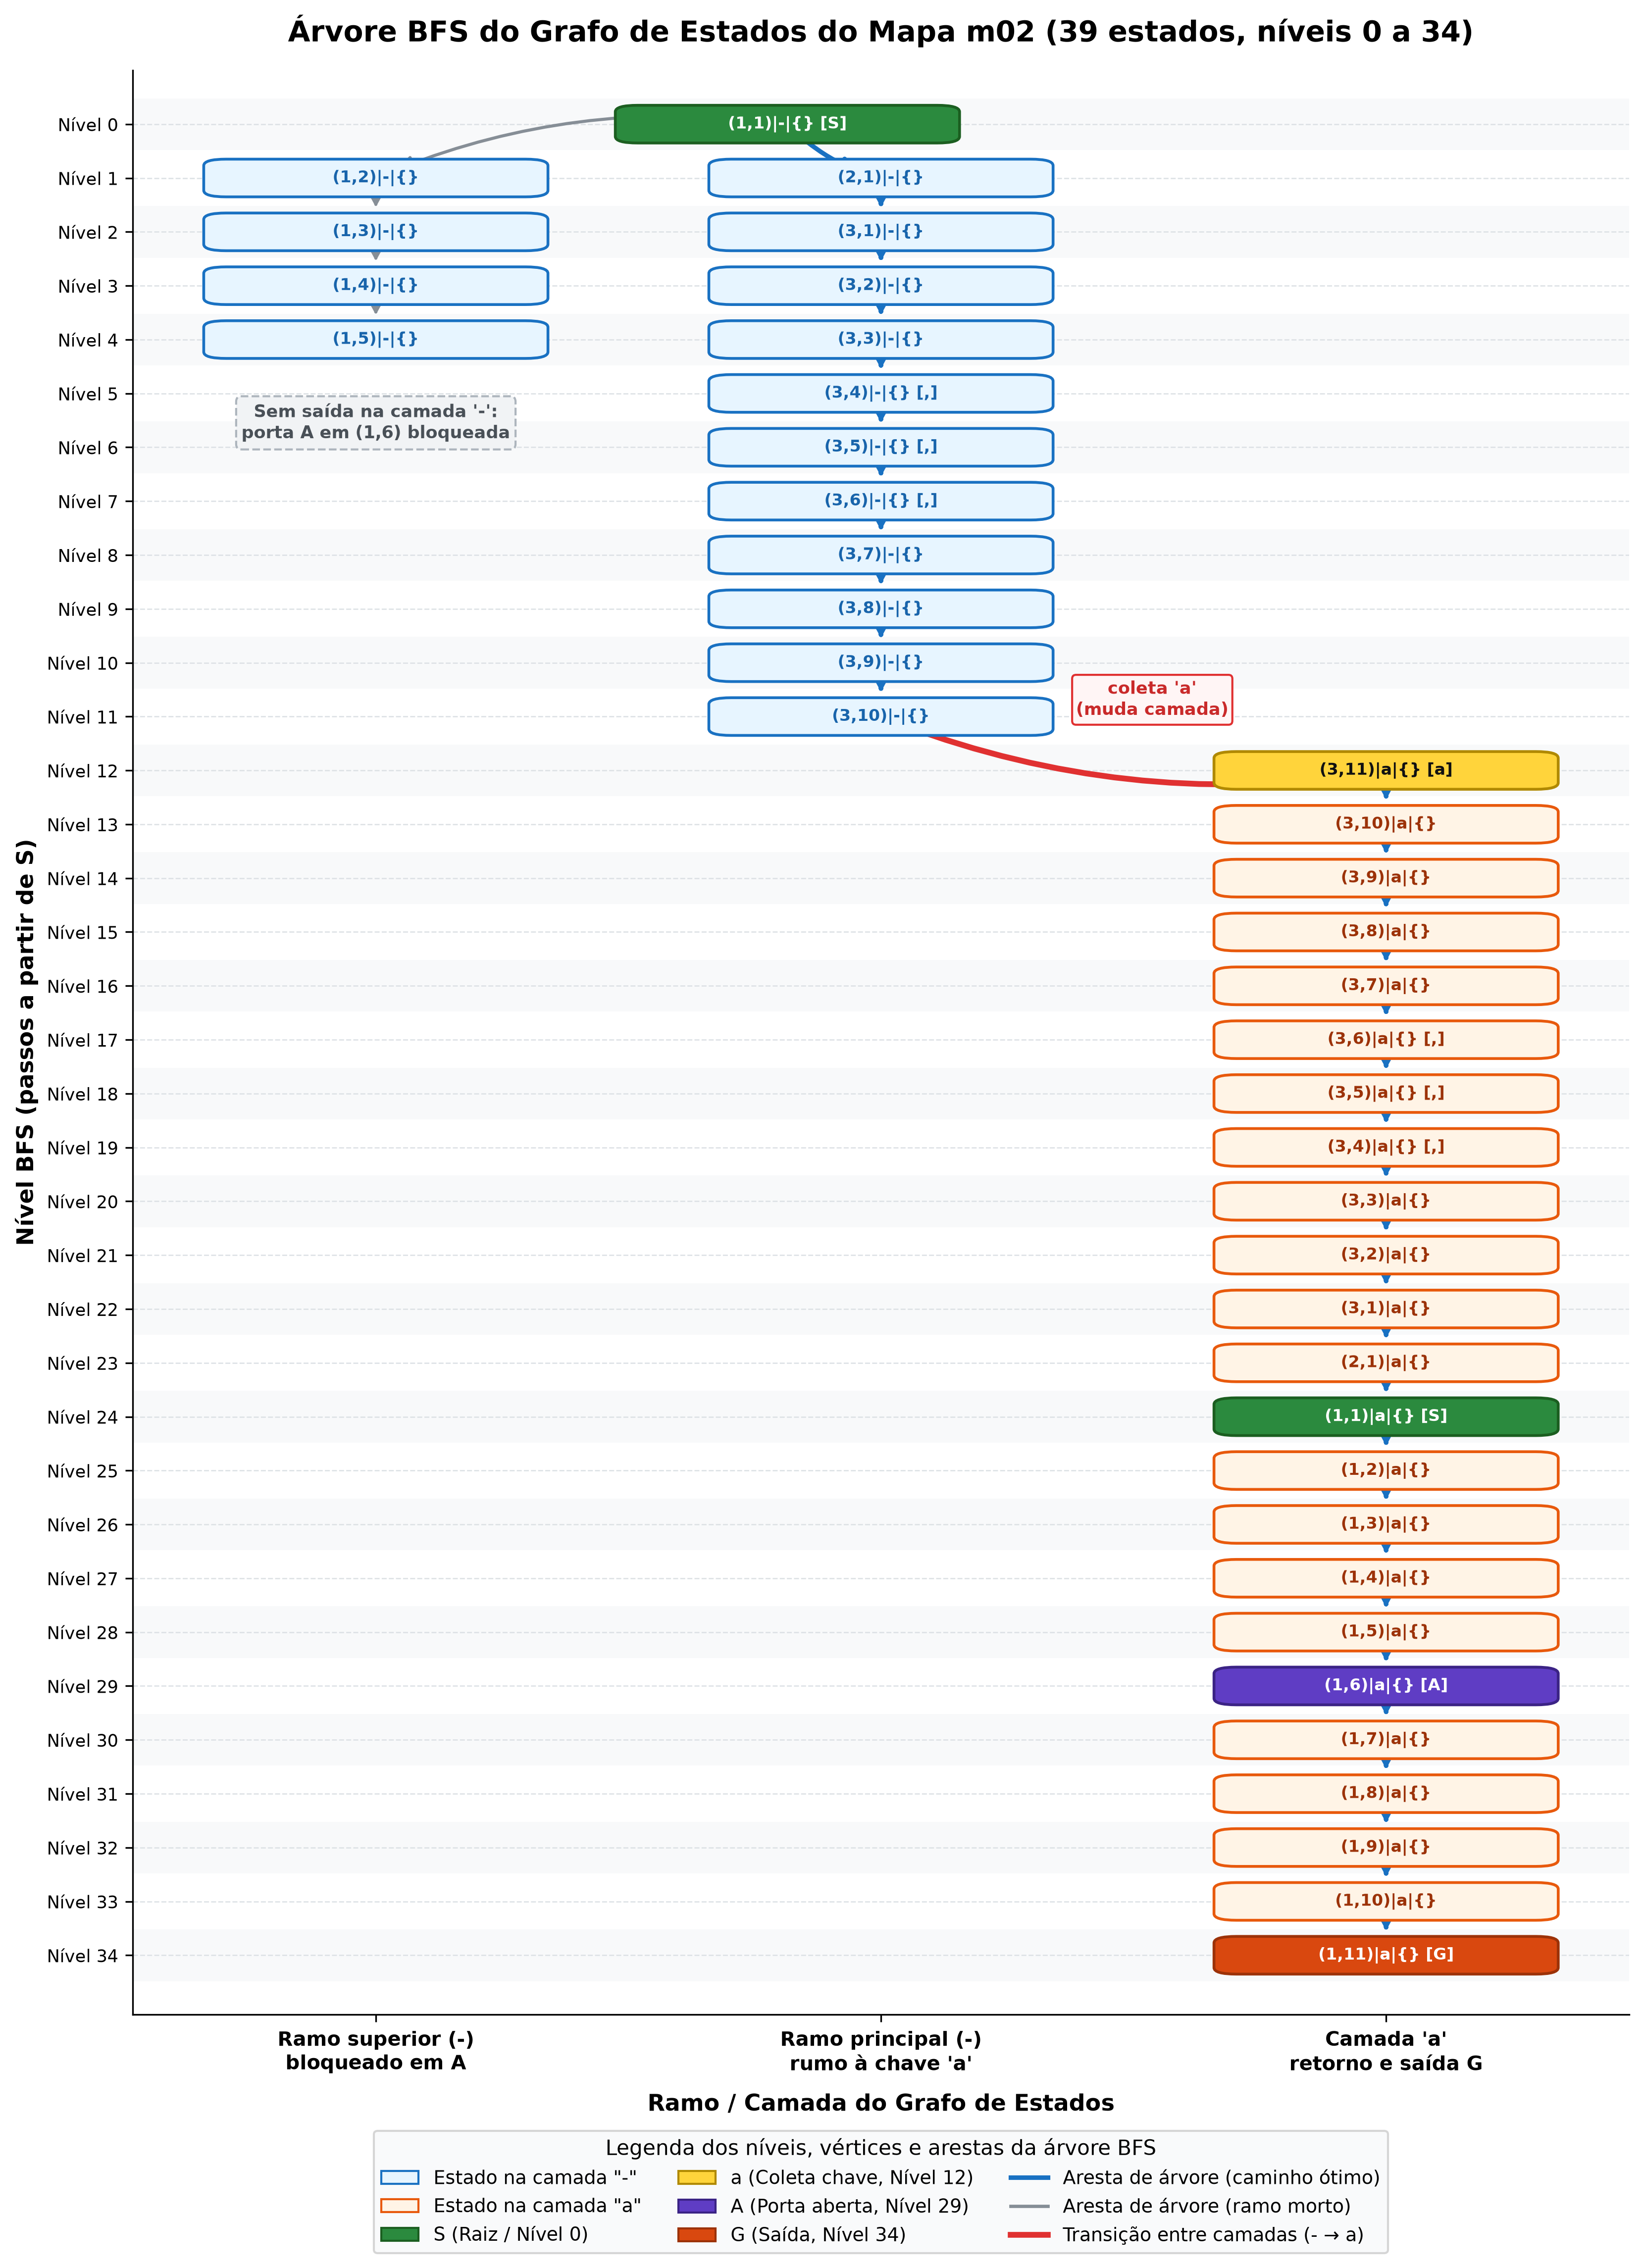 Árvore BFS do Grafo de Estados do Mapa m02 (39 estados, níveis 0 a 34)
Nível BFS (passos a partir de S)
Nível 0
(1,1)|-|{} [S]
Nível 1
(1,2)|-|{}
(2,1)|-|{}
Nível 2
(1,3)|-|{}
(3,1)|-|{}
Nível 3
(1,4)|-|{}
(3,2)|-|{}
Nível 4
(1,5)|-|{}
(3,3)|-|{}
Nível 5
(3,4)|-|{} [,]
Sem saída na camada '-':
porta A em (1,6) bloqueada
Nível 6
(3,5)|-|{} [,]
Nível 7
(3,6)|-|{} [,]
Nível 8
(3,7)|-|{}
Nível 9
(3,8)|-|{}
Nível 10
(3,9)|-|{}
coleta 'a'
(muda camada)
Nível 11
(3,10)|-|{}
Nível 12
(3,11)|a|{} [a]
Nível 13
(3,10)|a|{}
Nível 14
(3,9)|a|{}
Nível 15
(3,8)|a|{}
Nível 16
(3,7)|a|{}
Nível 17
(3,6)|a|{} [,]
Nível 18
(3,5)|a|{} [,]
Nível 19
(3,4)|a|{} [,]
Nível 20
(3,3)|a|{}
Nível 21
(3,2)|a|{}
Nível 22
(3,1)|a|{}
Nível 23
(2,1)|a|{}
Nível 24
(1,1)|a|{} [S]
Nível 25
(1,2)|a|{}
Nível 26
(1,3)|a|{}
Nível 27
(1,4)|a|{}
Nível 28
(1,5)|a|{}
Nível 29
(1,6)|a|{} [A]
Nível 30
(1,7)|a|{}
Nível 31
(1,8)|a|{}
Nível 32
(1,9)|a|{}
Nível 33
(1,10)|a|{}
Nível 34
(1,11)|a|{} [G]
Ramo superior (-)
bloqueado em A
Ramo principal (-)
rumo à chave 'a'
Camada 'a'
retorno e saída G
Ramo / Camada do Grafo de Estados
Legenda dos níveis, vértices e arestas da árvore BFS
Estado na camada "-"
Estado na camada "a"
S (Raiz / Nível 0)
a (Coleta chave, Nível 12)
A (Porta aberta, Nível 29)
G (Saída, Nível 34)
Aresta de árvore (caminho ótimo)
Aresta de árvore (ramo morto)
Transição entre camadas (- → a)